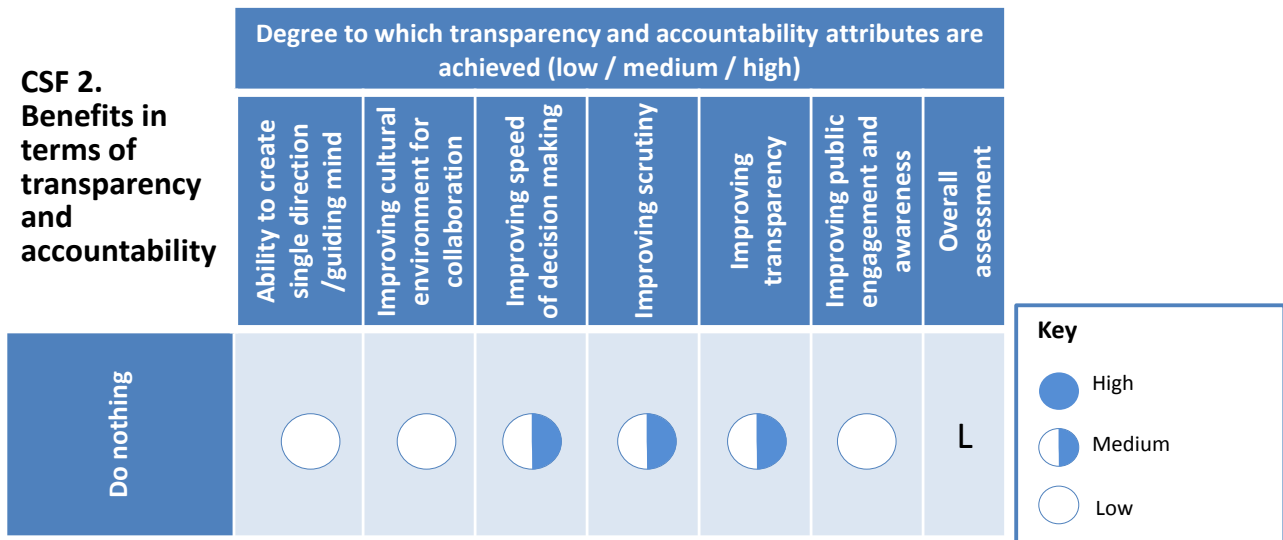 Degree to which transparency and accountability attributes are
achieved (low / medium / high)
CSF 2.
Benefits in
terms of
transparency
and
accountability
Ability to create
single direction
/guiding mind
Improving cultural
environment for
collaboration
Improving speed
of decision making
Improving scrutiny
Improving
transparency
Improving public
engagement and
awareness
Overall
assessment
Do nothing
L
Key
High
Medium
Low